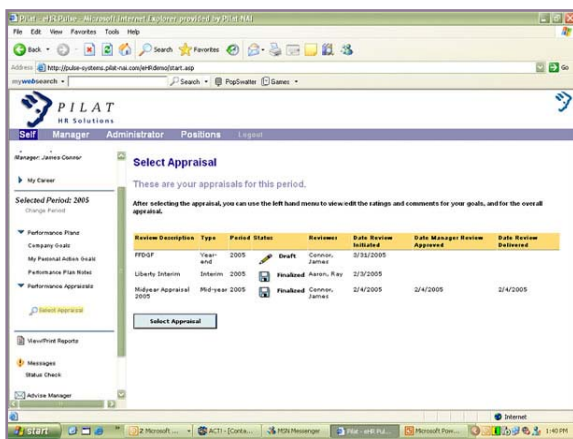 Pilat - eHR Pulse - Microsoft Internet Explorer provided by Pilat NAI
File Edit View Favorites Tools Help
Back Search Favorites
Address http://pulse-systems.pilat-nai.com/eHRdemo/start.asp Go
mywebsearch Search PopSwatter Games
PILAT
HR Solutions
Self Manager Administrator Positions Logout
Manager: James Connor
My Career
Selected Period: 2005
Change Period
Performance Plans
Company Goals
My Personal Action Goals
Performance Plan Notes
Performance Appraisals
Select Appraisal
View/Print Reports
Messages
Status Check
Advise Manager
Select Appraisal
These are your appraisals for this period.
After selecting the appraisal, you can use the left hand menu to view/edit the ratings and comments for your goals, and for the overall
appraisal.
Review Description Type Period Status Reviewer Date Review Initiated Date Manager Review Approved Date Review Delivered
FFDGF Year-end 2005 Draft Connor, James 3/31/2005
Liberty Interim Interim 2005 Finalized Aaron, Ray 2/3/2005
Midyear Appraisal 2005 Mid-year 2005 Finalized Connor, James 2/4/2005 2/4/2005 2/4/2005
Select Appraisal
Internet
start 2 Microsoft ... ACT! - [Conta... MSN Messenger Pilat - eHR Pul... Microsoft Pow... 1:40 PM